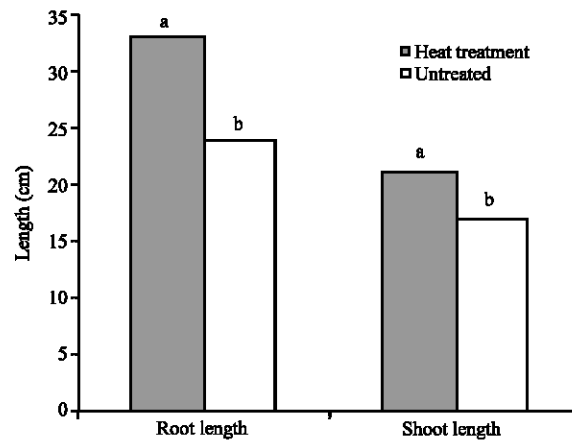 35
30
25
20
15
10
5
0
Length (cm)
a
b
a
b
Heat treatment
Untreated
Root length
Shoot length